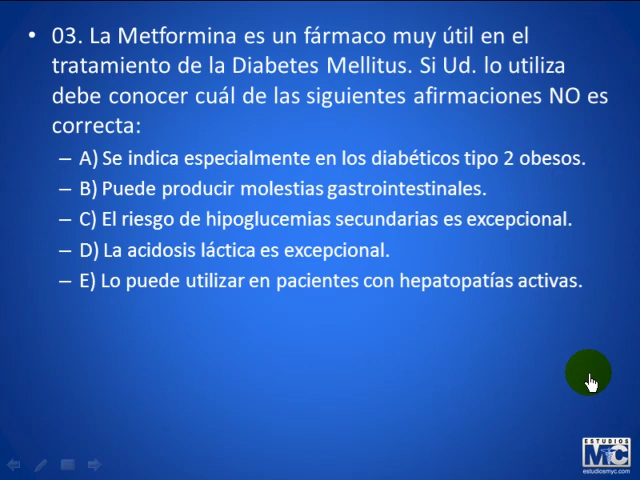 • 03. La Metformina es un fármaco muy útil en el
tratamiento de la Diabetes Mellitus. Si Ud. lo utiliza
debe conocer cuál de las siguientes afirmaciones NO es
correcta:
– A) Se indica especialmente en los diabéticos tipo 2 obesos.
– B) Puede producir molestias gastrointestinales.
– C) El riesgo de hipoglucemias secundarias es excepcional.
– D) La acidosis láctica es excepcional.
– E) Lo puede utilizar en pacientes con hepatopatías activas.
ESTUDIOS
MyC
estudiosmyc.com